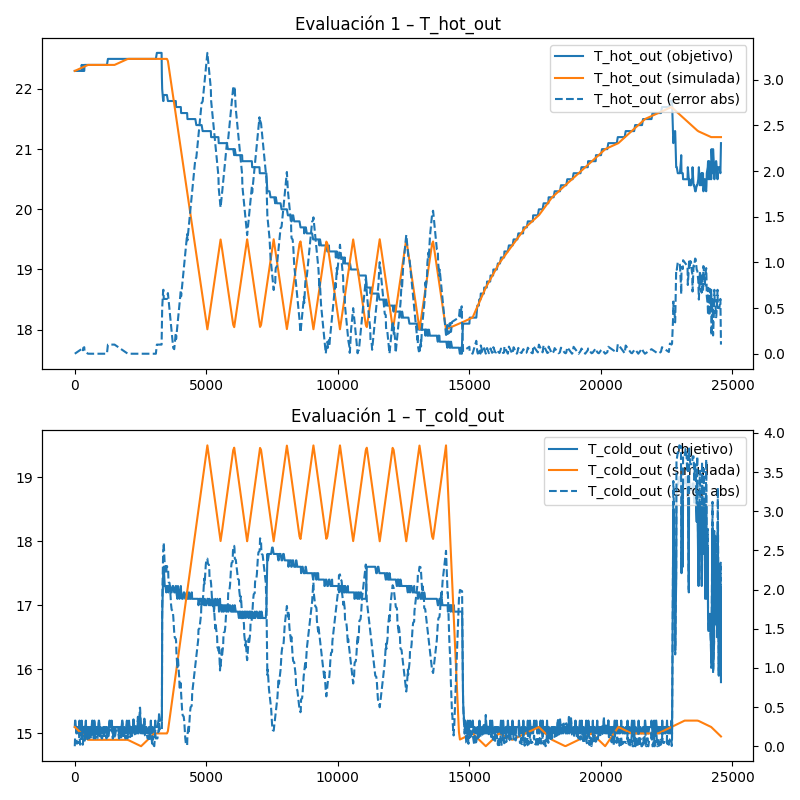 Evaluación 1 – T_hot_out
T_hot_out (objetivo)
T_hot_out (simulada)
T_hot_out (error abs)
22
21
20
19
18
3.0
2.5
2.0
1.5
1.0
0.5
0.0
0 5000 10000 15000 20000 25000
Evaluación 1 – T_cold_out
T_cold_out (objetivo)
T_cold_out (simulada)
T_cold_out (error abs)
19
18
17
16
15
4.0
3.5
3.0
2.5
2.0
1.5
1.0
0.5
0.0
0 5000 10000 15000 20000 25000